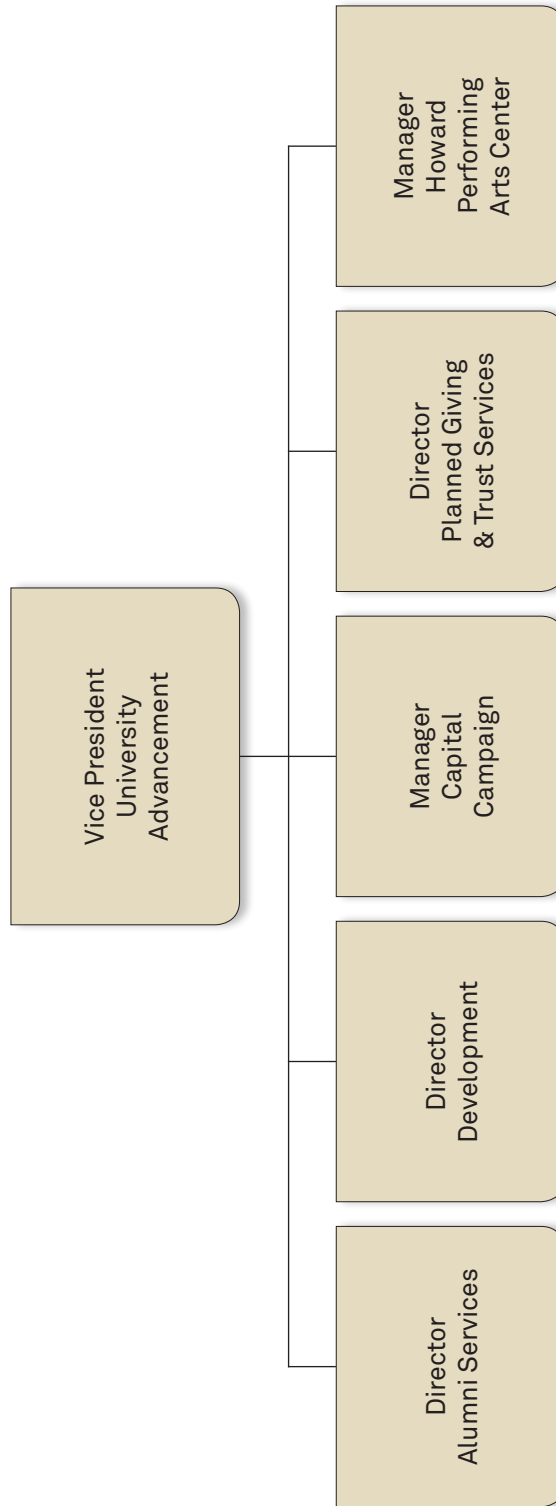 Vice President
University
Advancement
Director
Alumni Services
Director
Development
Manager
Capital
Campaign
Director
Planned Giving
& Trust Services
Manager
Howard
Performing
Arts Center